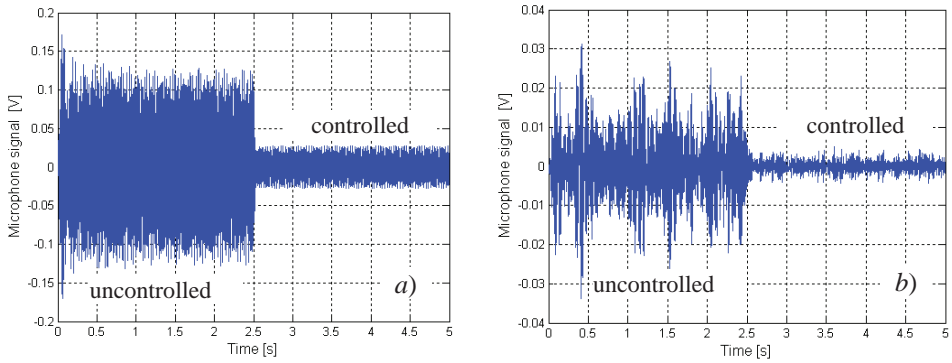 0.2
0.15
0.1
0.05
0
-0.05
-0.1
-0.15
-0.2
Microphone signal [V]
controlled
uncontrolled
a)
0 0.5 1 1.5 2 2.5 3 3.5 4 4.5 5
Time [s]
0.04
0.03
0.02
0.01
0
-0.01
-0.02
-0.03
-0.04
Microphone signal [V]
controlled
uncontrolled
b)
0 0.5 1 1.5 2 2.5 3 3.5 4 4.5 5
Time [s]